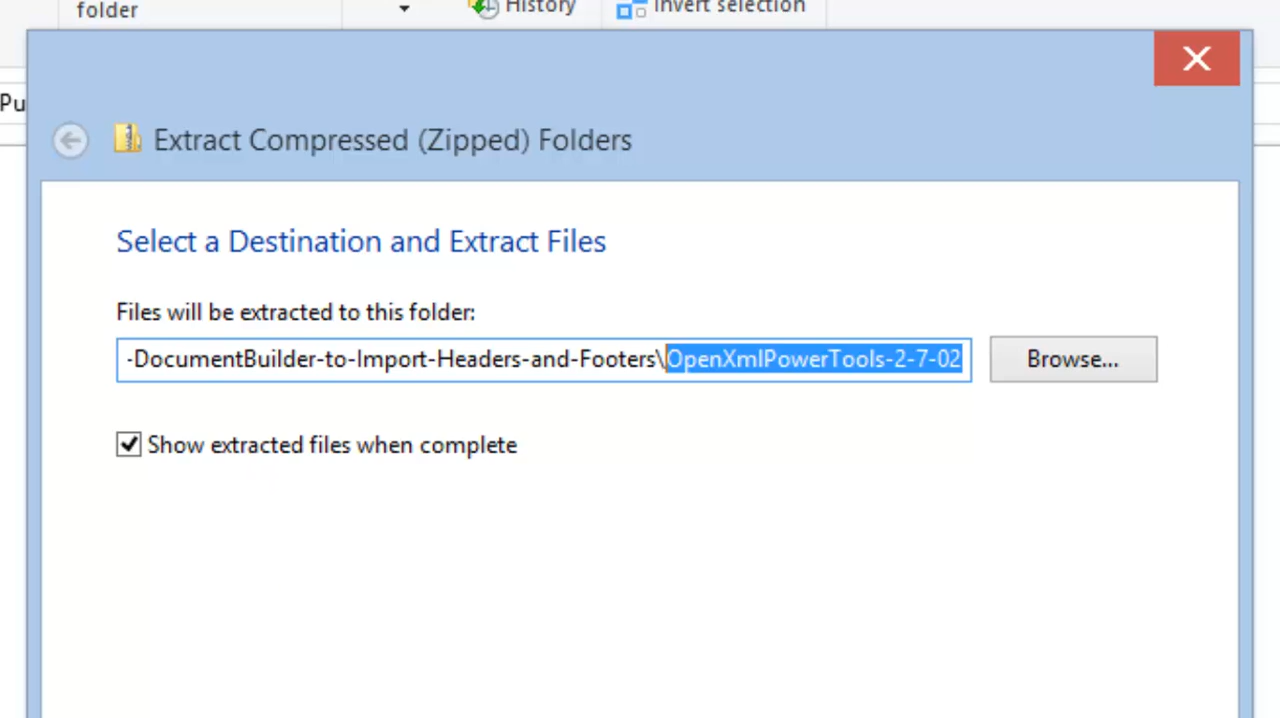 folder
History
Invert selection
Pu
Extract Compressed (Zipped) Folders
Select a Destination and Extract Files
Files will be extracted to this folder:
-DocumentBuilder-to-Import-Headers-and-Footers\OpenXmlPowerTools-2-7-02
Browse...
Show extracted files when complete